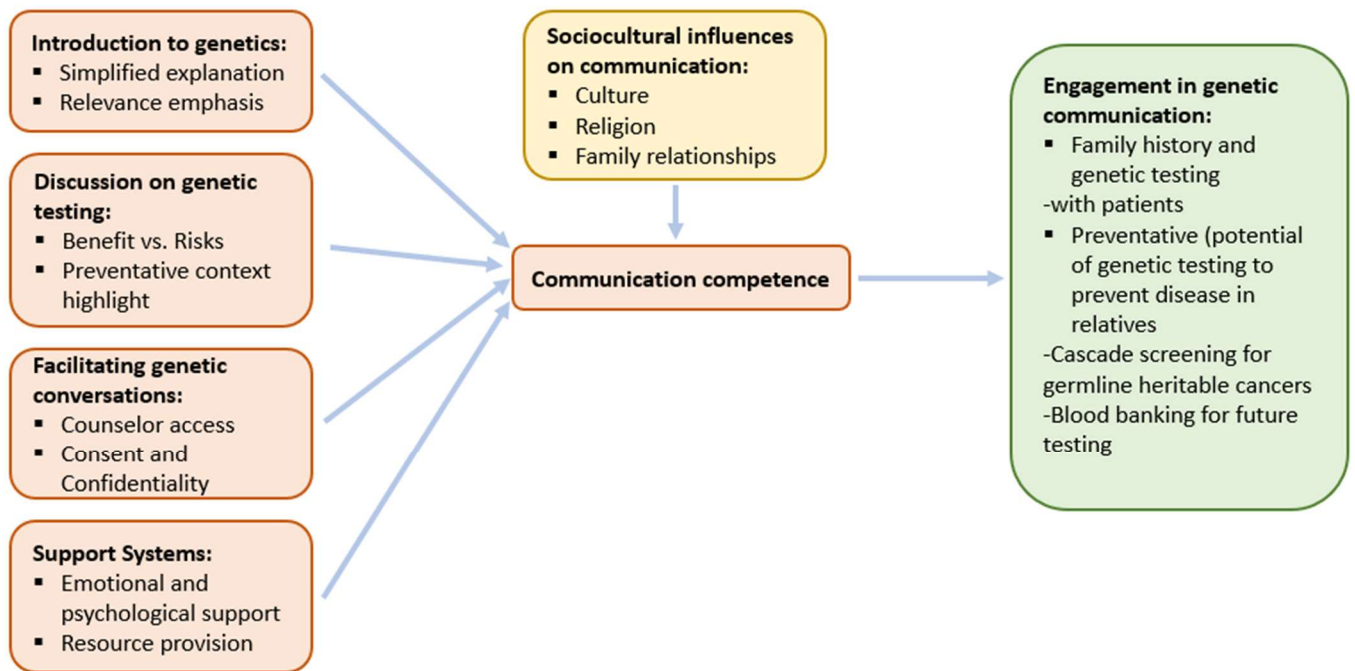 Introduction to genetics:
▪ Simplified explanation
▪ Relevance emphasis
Discussion on genetic
testing:
▪ Benefit vs. Risks
▪ Preventative context
highlight
Facilitating genetic
conversations:
▪ Counselor access
▪ Consent and
Confidentiality
Support Systems:
▪ Emotional and
psychological support
▪ Resource provision
Sociocultural influences
on communication:
▪ Culture
▪ Religion
▪ Family relationships
Communication competence
Engagement in genetic
communication:
▪ Family history and
genetic testing
-with patients
▪ Preventative (potential
of genetic testing to
prevent disease in
relatives
-Cascade screening for
germline heritable cancers
-Blood banking for future
testing